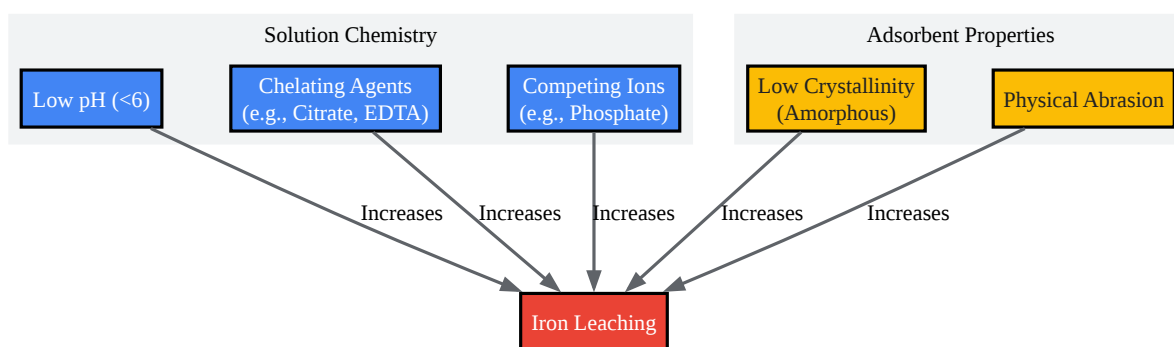 Solution Chemistry
Adsorbent Properties
Low pH (<6)
Chelating Agents
(e.g., Citrate, EDTA)
Competing Ions
(e.g., Phosphate)
Low Crystallinity
(Amorphous)
Physical Abrasion
Increases
Increases
Increases
Increases
Increases
Iron Leaching